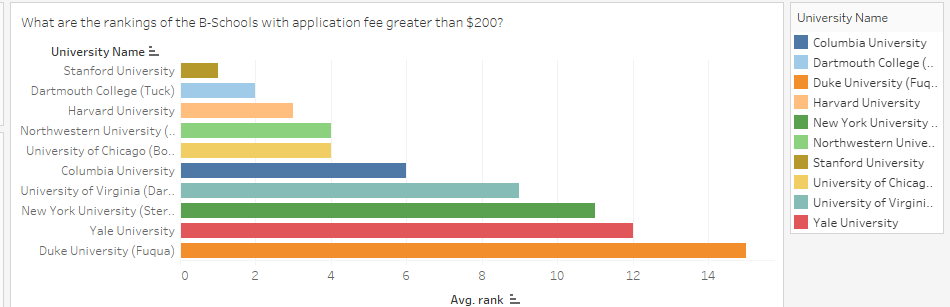 What are the rankings of the B-Schools with application fee greater than $200?
University Name
Stanford University
Dartmouth College (Tuck)
Harvard University
Northwestern University (..
University of Chicago (Bo..
Columbia University
University of Virginia (Dar..
New York University (Ster..
Yale University
Duke University (Fuqua)
0 2 4 6 8 10 12 14
Avg. rank
University Name
Columbia University
Dartmouth College (..
Duke University (Fuq..
Harvard University
New York University ..
Northwestern Unive..
Stanford University
University of Chicag..
University of Virgini..
Yale University